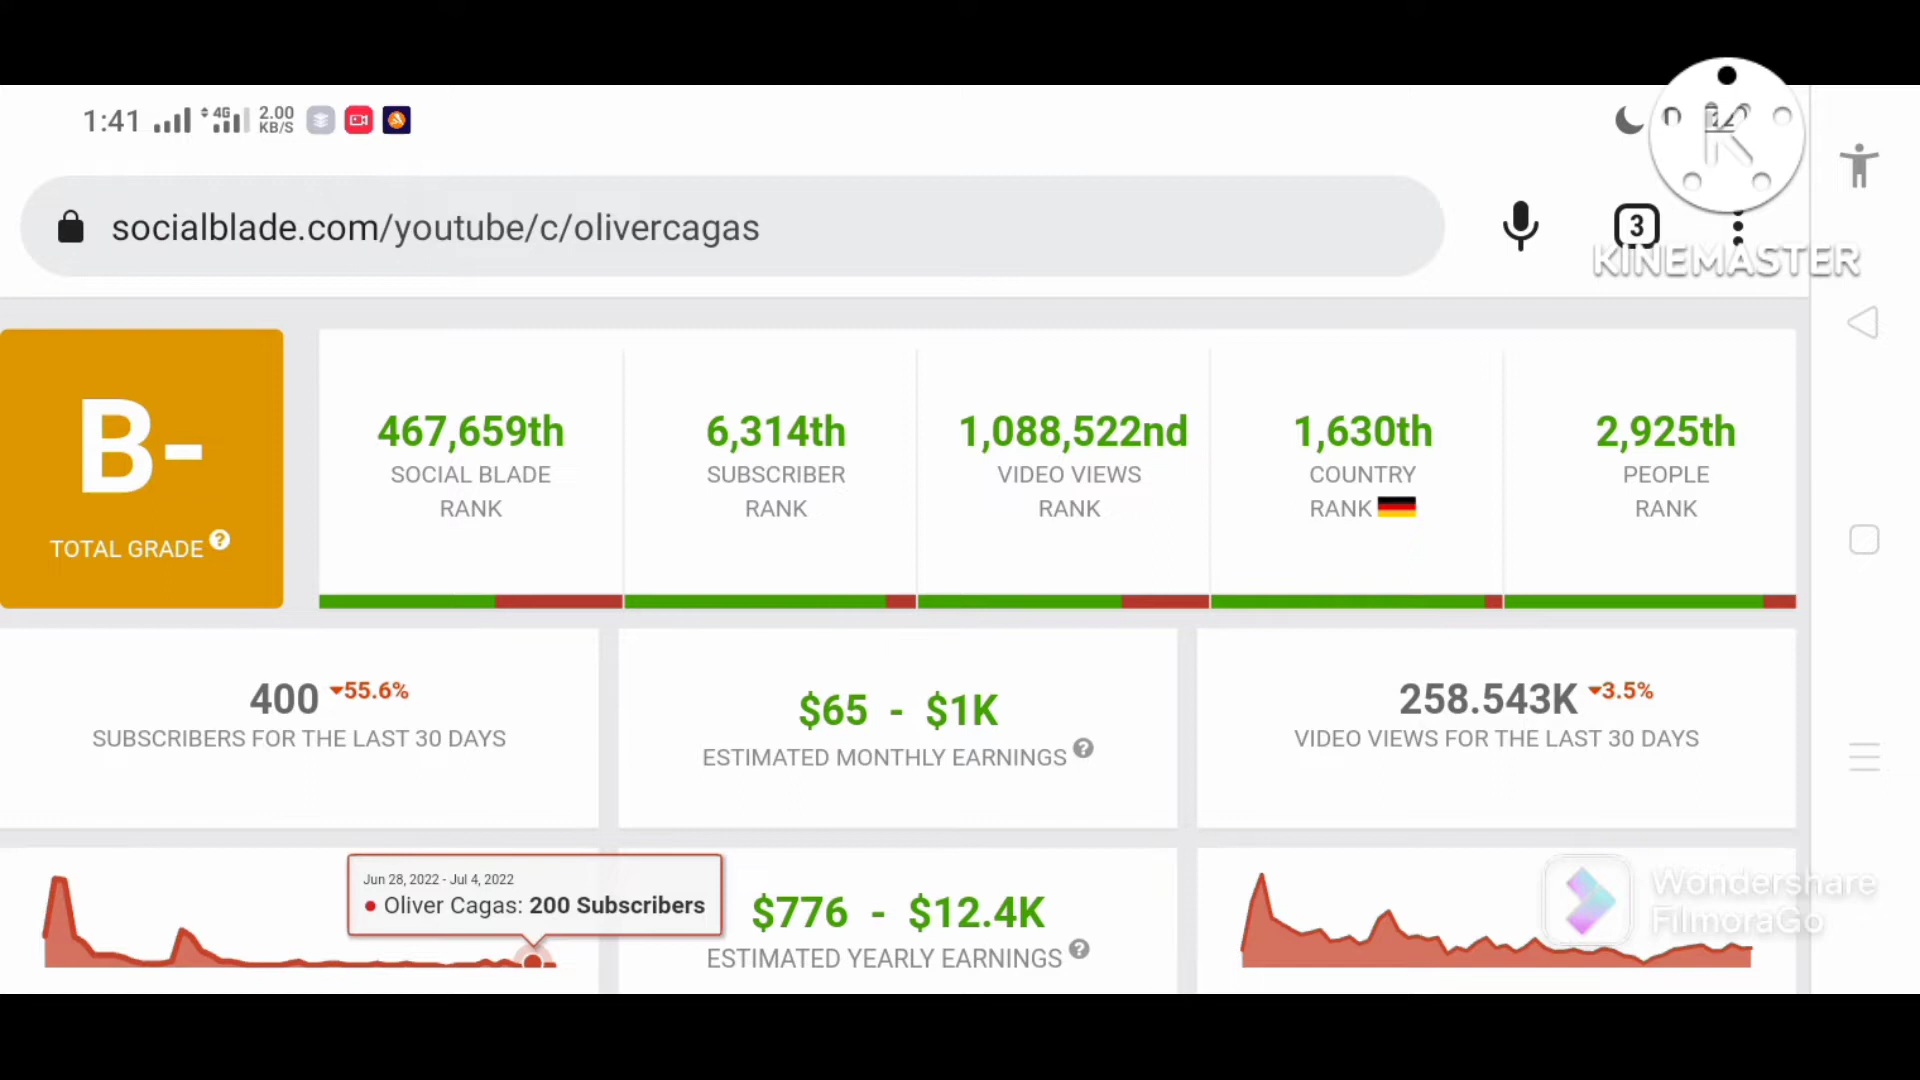 1:41 4G 2.00 KB/S
socialblade.com/youtube/c/olivercagas
3
KINEMASTER
B-
TOTAL GRADE ?
467,659th
SOCIAL BLADE
RANK
6,314th
SUBSCRIBER
RANK
1,088,522nd
VIDEO VIEWS
RANK
1,630th
COUNTRY
RANK
2,925th
PEOPLE
RANK
400 55.6%
SUBSCRIBERS FOR THE LAST 30 DAYS
$65 - $1K
ESTIMATED MONTHLY EARNINGS ?
258.543K 3.5%
VIDEO VIEWS FOR THE LAST 30 DAYS
Jun 28, 2022 - Jul 4, 2022
Oliver Cagas: 200 Subscribers
$776 - $12.4K
ESTIMATED YEARLY EARNINGS ?
Wondershare
FilmoraGo